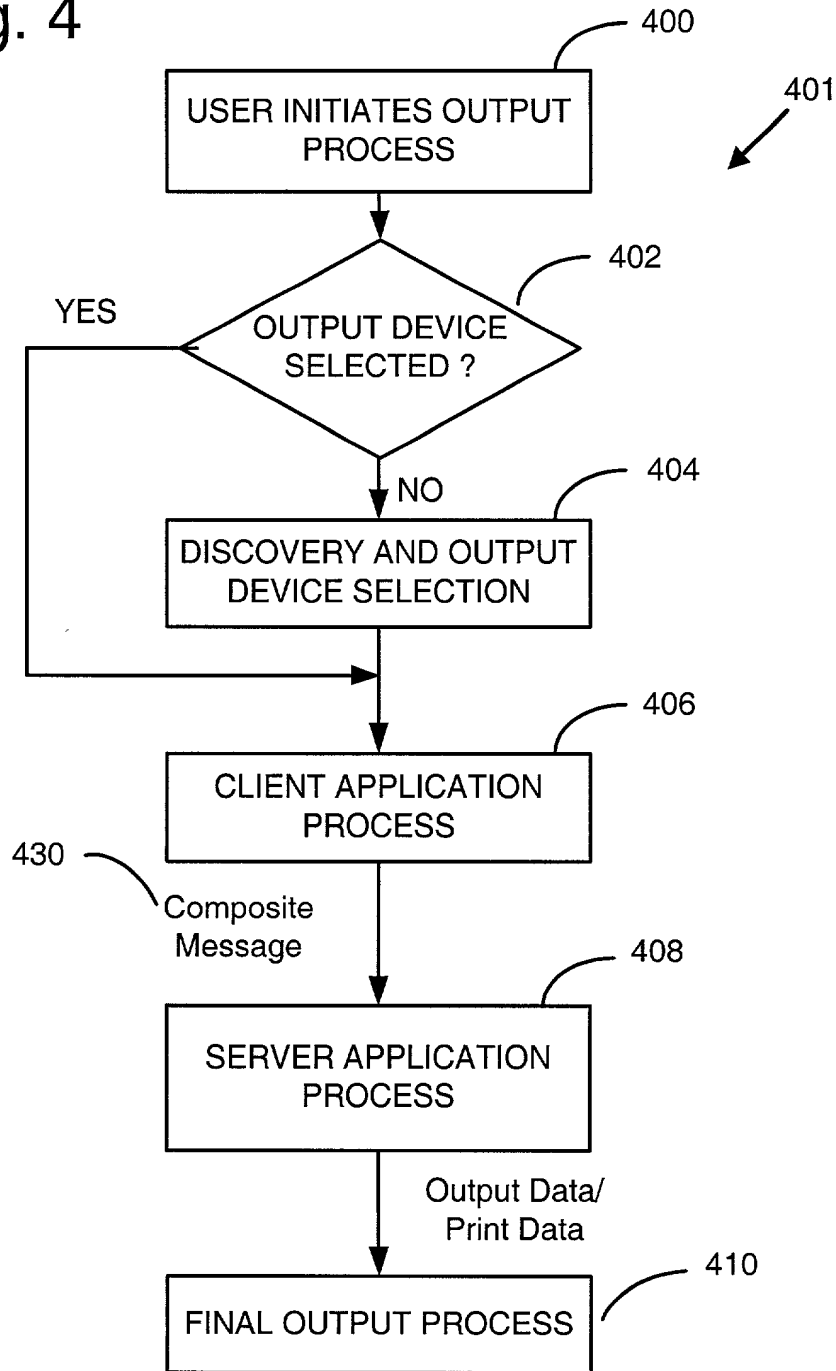 g. 4
400
401
USER INITIATES OUTPUT
PROCESS
402
YES
OUTPUT DEVICE
SELECTED ?
NO
404
DISCOVERY AND OUTPUT
DEVICE SELECTION
406
CLIENT APPLICATION
PROCESS
430
Composite
Message
408
SERVER APPLICATION
PROCESS
Output Data/
Print Data
410
FINAL OUTPUT PROCESS